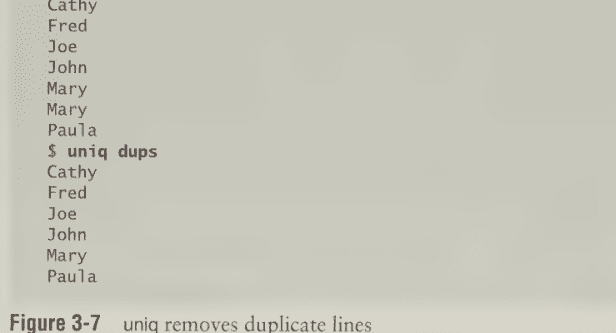 Cathy
Fred
Joe
John
Mary
Mary
Paula
$ uniq dups
Cathy
Fred
Joe
John
Mary
Paula
Figure 3-7 uniq removes duplicate lines